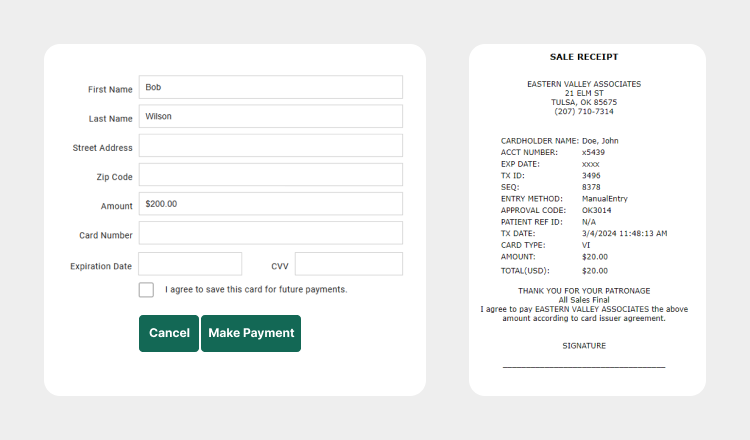 First Name Bob
Last Name Wilson
Street Address
Zip Code
Amount $200.00
Card Number
Expiration Date CVV
I agree to save this card for future payments.
Cancel Make Payment
SALE RECEIPT
EASTERN VALLEY ASSOCIATES
21 ELM ST
TULSA, OK 85675
(207) 710-7314
CARDHOLDER NAME: Doe, John
ACCT NUMBER: x5439
EXP DATE: xxxx
TX ID: 3496
SEQ: 8378
ENTRY METHOD: ManualEntry
APPROVAL CODE: OK3014
PATIENT REF ID: N/A
TX DATE: 3/4/2024 11:48:13 AM
CARD TYPE: VI
AMOUNT: $20.00
TOTAL(USD): $20.00
THANK YOU FOR YOUR PATRONAGE
All Sales Final
I agree to pay EASTERN VALLEY ASSOCIATES the above
amount according to card issuer agreement.
SIGNATURE